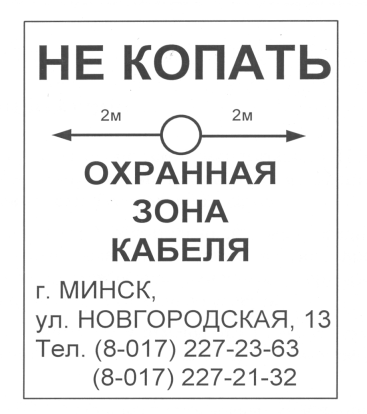 НЕ КОПАТЬ
2м 2м
ОХРАННАЯ
ЗОНА
КАБЕЛЯ
г. МИНСК,
ул. НОВГОРОДСКАЯ, 13
Тел. (8-017) 227-23-63
(8-017) 227-21-32